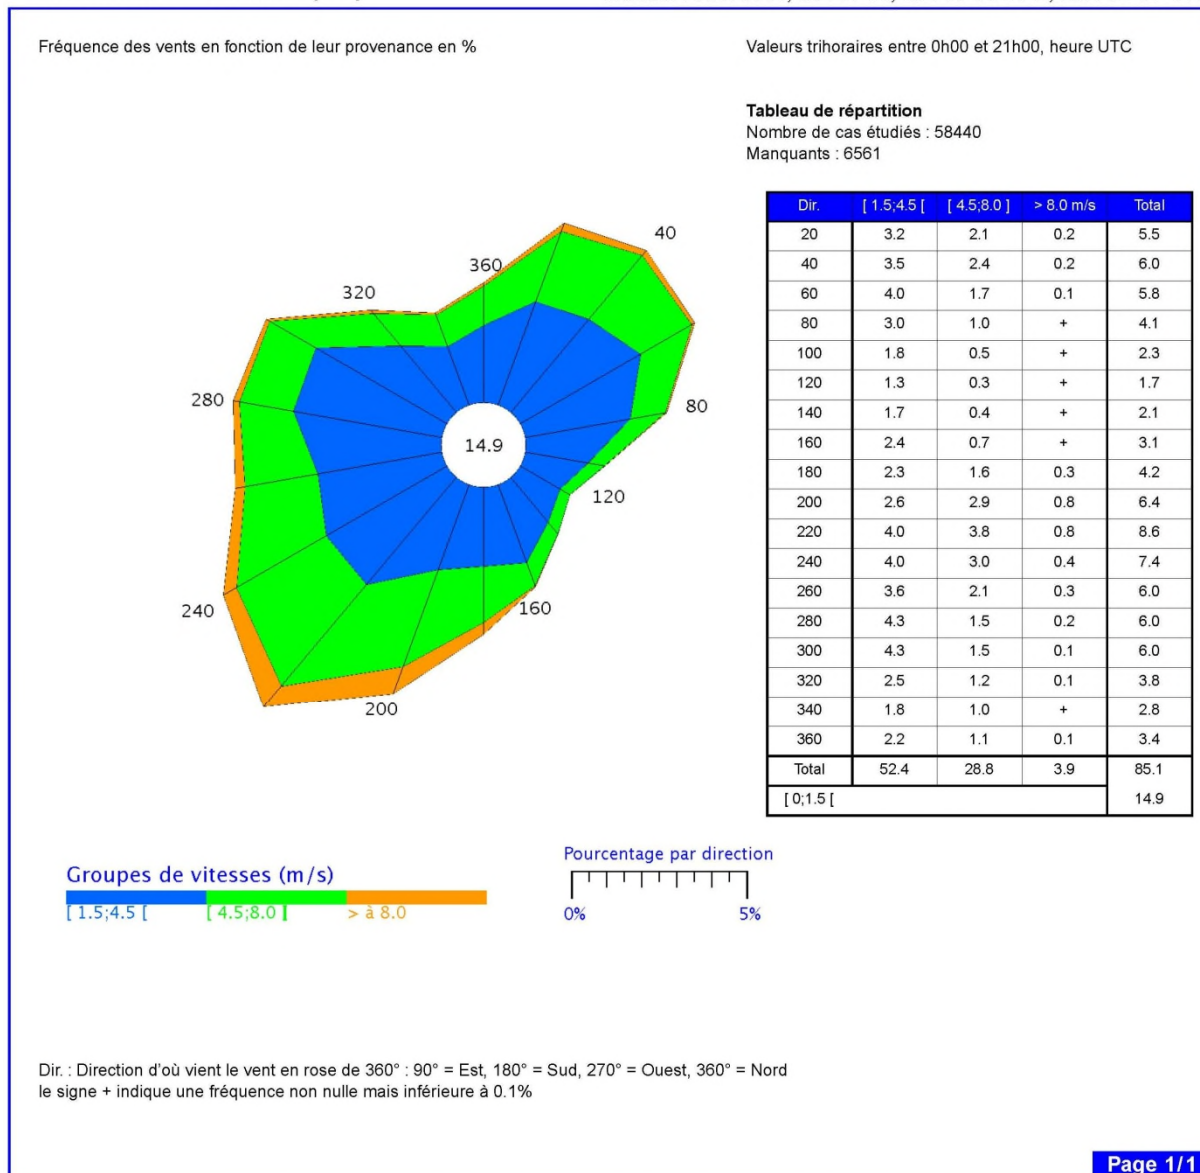 Fréquence des vents en fonction de leur provenance en %
Valeurs trihoraires entre 0h00 et 21h00, heure UTC
Tableau de répartition
Nombre de cas étudiés : 58440
Manquants : 6561
Dir. [ 1.5;4.5 [ [ 4.5;8.0 ] > 8.0 m/s Total
20 3.2 2.1 0.2 5.5
40 3.5 2.4 0.2 6.0
60 4.0 1.7 0.1 5.8
80 3.0 1.0 + 4.1
100 1.8 0.5 + 2.3
120 1.3 0.3 + 1.7
140 1.7 0.4 + 2.1
160 2.4 0.7 + 3.1
180 2.3 1.6 0.3 4.2
200 2.6 2.9 0.8 6.4
220 4.0 3.8 0.8 8.6
240 4.0 3.0 0.4 7.4
260 3.6 2.1 0.3 6.0
280 4.3 1.5 0.2 6.0
300 4.3 1.5 0.1 6.0
320 2.5 1.2 0.1 3.8
340 1.8 1.0 + 2.8
360 2.2 1.1 0.1 3.4
Total 52.4 28.8 3.9 85.1
[ 0;1.5 [ 14.9
40
360
320
280
80
14.9
120
160
240
200
Groupes de vitesses (m/s)
[ 1.5;4.5 [ [ 4.5;8.0 ] > à 8.0
Pourcentage par direction
0% 5%
Dir. : Direction d'où vient le vent en rose de 360° : 90° = Est, 180° = Sud, 270° = Ouest, 360° = Nord
le signe + indique une fréquence non nulle mais inférieure à 0.1%
Page 1/1